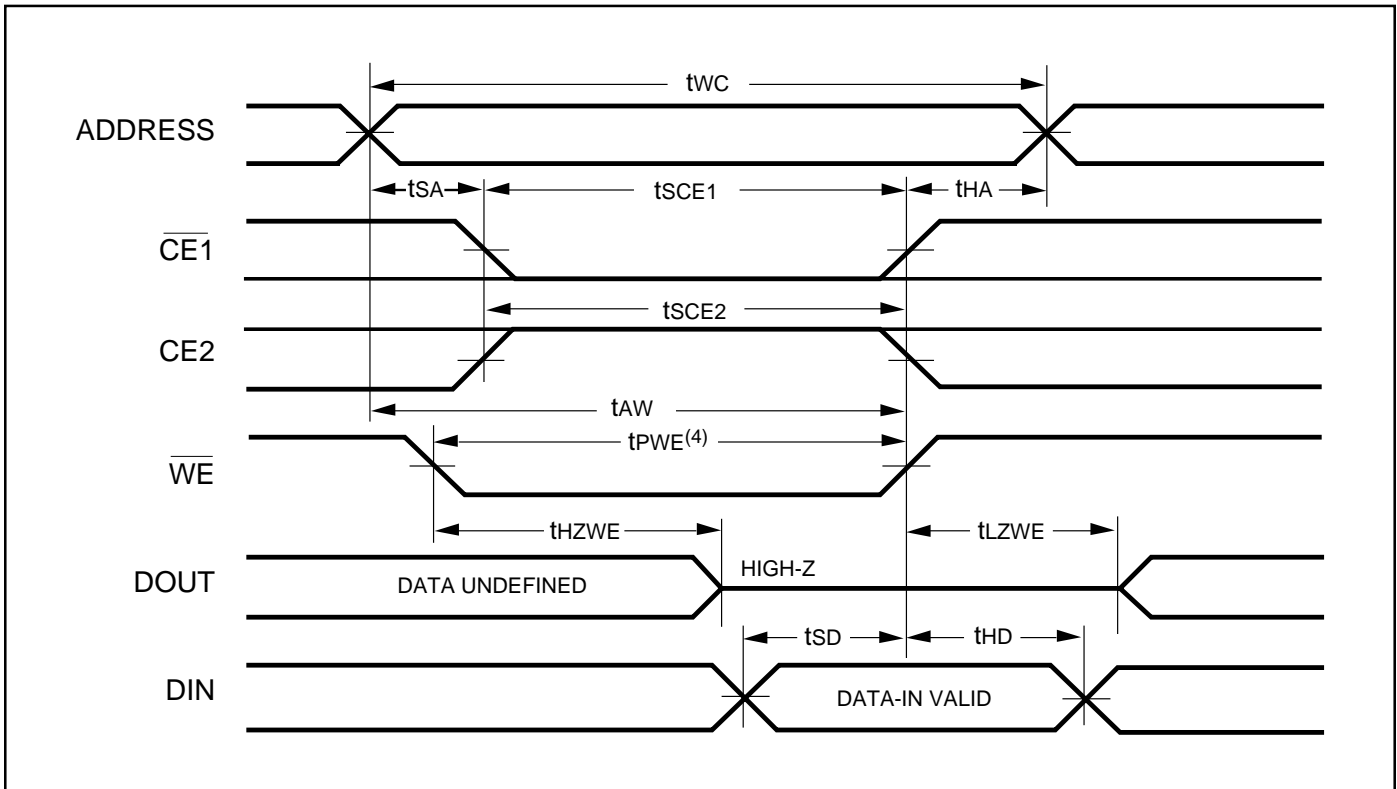 tWC
ADDRESS
tSA
tSCE1
tHA
CE1
tSCE2
CE2
tAW
tPWE(4)
WE
tHZWE
tLZWE
DOUT
DATA UNDEFINED
HIGH-Z
tSD
tHD
DIN
DATA-IN VALID